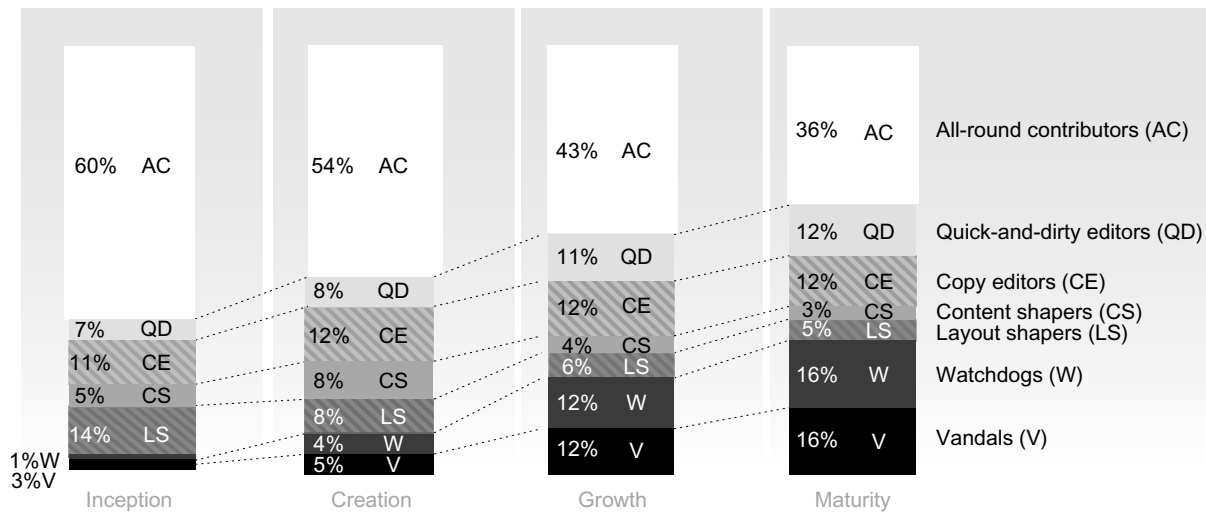 60% AC
7% QD
11% CE
5% CS
14% LS
1%W
3%V
Inception
54% AC
8% QD
12% CE
8% CS
8% LS
4% W
5% V
Creation
43% AC
11% QD
12% CE
4% CS
6% LS
12% W
12% V
Growth
36% AC
12% QD
12% CE
3% CS
5% LS
16% W
16% V
Maturity
All-round contributors (AC)
Quick-and-dirty editors (QD)
Copy editors (CE)
Content shapers (CS)
Layout shapers (LS)
Watchdogs (W)
Vandals (V)